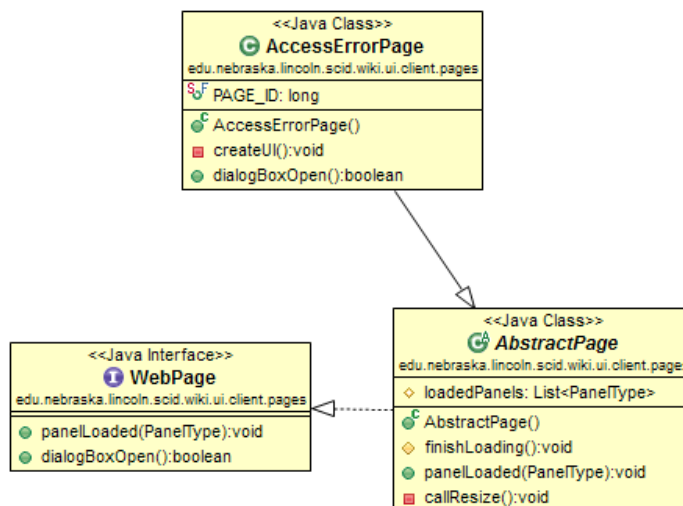 <<Java Class>>
C AccessErrorPage
edu.nebraska.lincoln.scid.wiki.ui.client.pages
S F PAGE_ID: long
C AccessErrorPage()
createUI():void
dialogBoxOpen():boolean
<<Java Interface>>
I WebPage
edu.nebraska.lincoln.scid.wiki.ui.client.pages
panelLoaded(PanelType):void
dialogBoxOpen():boolean
<<Java Class>>
C A AbstractPage
edu.nebraska.lincoln.scid.wiki.ui.client.pages
loadedPanels: List<PanelType>
C AbstractPage()
finishLoading():void
panelLoaded(PanelType):void
callResize():void